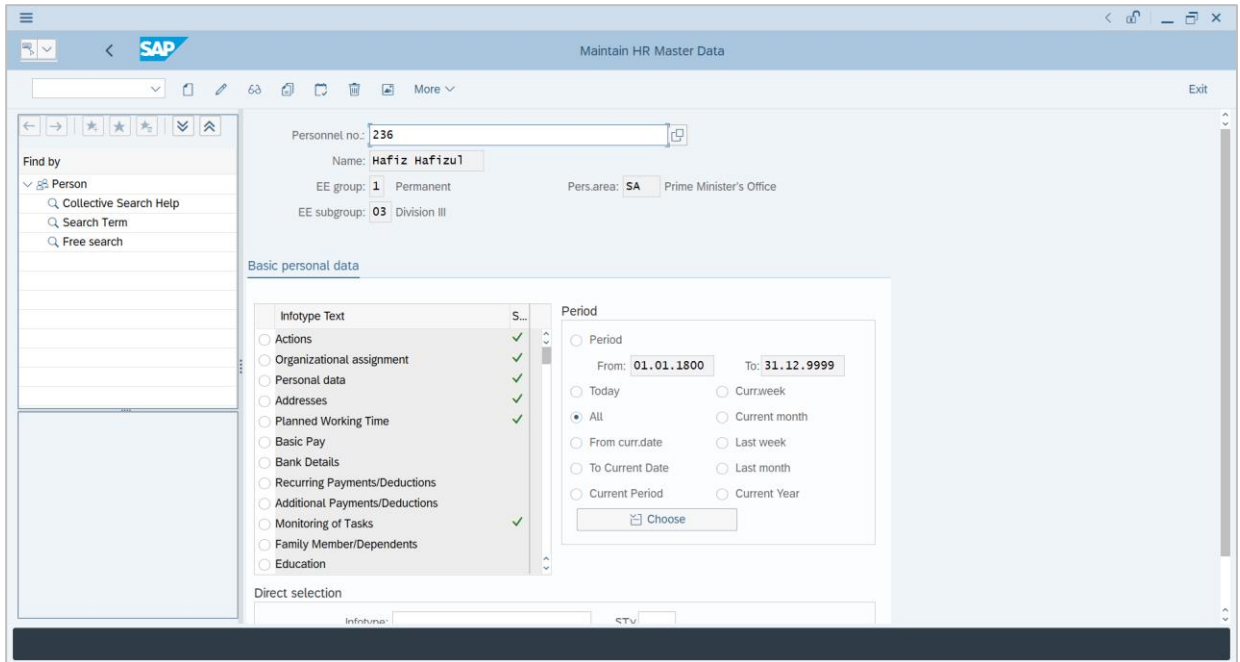 SAP
Maintain HR Master Data
More
Exit
Personnel no.: 236
Find by
Name: Hafiz Hafizul
Person
EE group: 1 Permanent Pers.area: SA Prime Minister's Office
Collective Search Help
EE subgroup: 03 Division III
Search Term
Free search
Basic personal data
Infotype Text S...
Period
Actions
Period
Organizational assignment
From: 01.01.1800 To: 31.12.9999
Personal data
Today Curr.week
Addresses
All Current month
Planned Working Time
Basic Pay
From curr.date Last week
Bank Details
To Current Date Last month
Recurring Payments/Deductions
Current Period Current Year
Additional Payments/Deductions
Monitoring of Tasks
Choose
Family Member/Dependents
Education
Direct selection
Infotype: STy